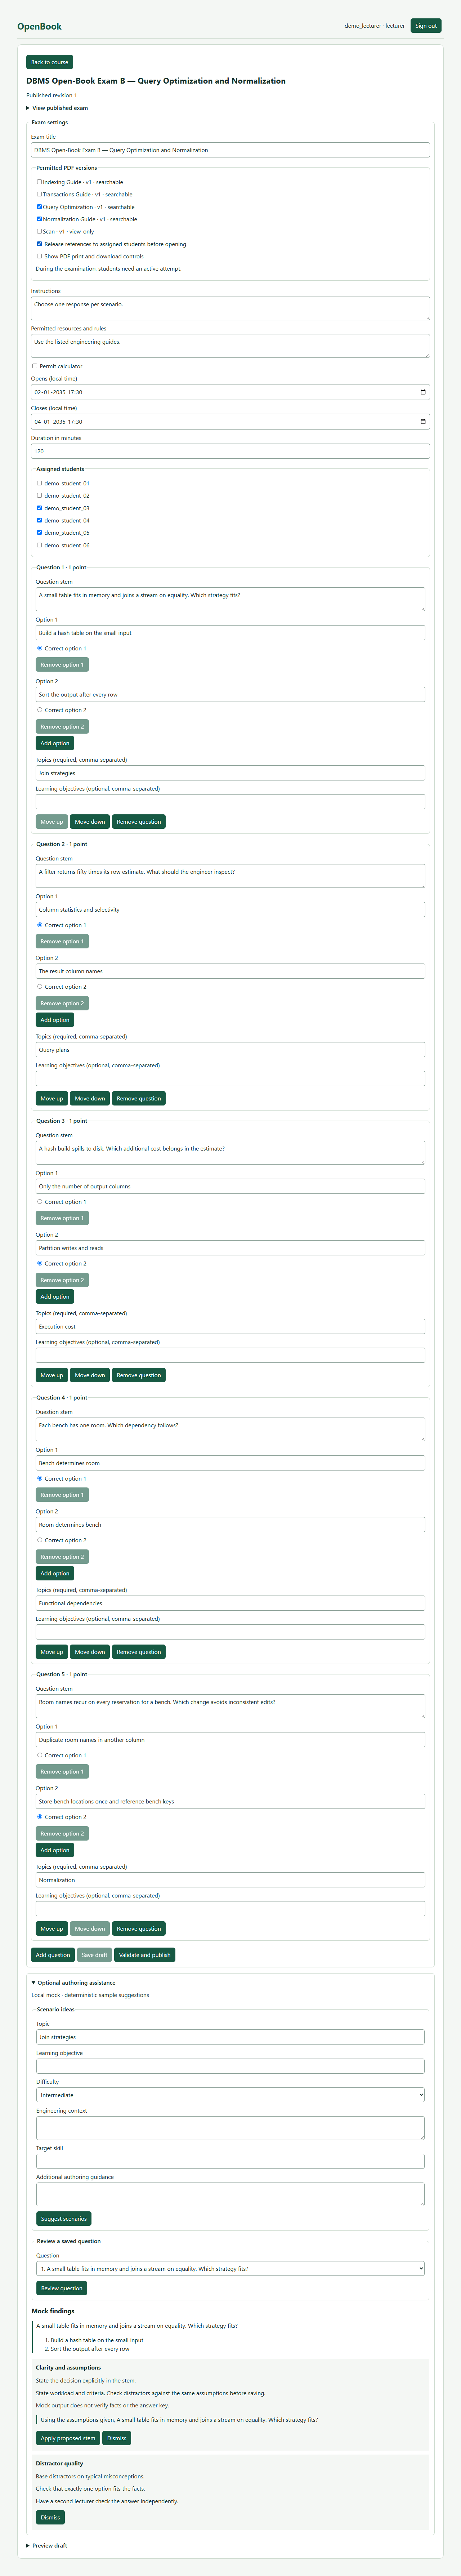 OpenBook
demo_lecturer · lecturer
Sign out
Back to course
DBMS Open-Book Exam B — Query Optimization and Normalization
Published revision 1
View published exam
Exam settings
Exam title
DBMS Open-Book Exam B — Query Optimization and Normalization
Permitted PDF versions
Indexing Guide · v1 · searchable
Transactions Guide · v1 · searchable
Query Optimization · v1 · searchable
Normalization Guide · v1 · searchable
Scan · v1 · view-only
Release references to assigned students before opening
Show PDF print and download controls
During the examination, students need an active attempt.
Instructions
Choose one response per scenario.
Permitted resources and rules
Use the listed engineering guides.
Permit calculator
Opens (local time)
02-01-2035 17:30
Closes (local time)
04-01-2035 17:30
Duration in minutes
120
Assigned students
demo_student_01
demo_student_02
demo_student_03
demo_student_04
demo_student_05
demo_student_06
Question 1 · 1 point
Question stem
A small table fits in memory and joins a stream on equality. Which strategy fits?
Option 1
Build a hash table on the small input
Correct option 1
Remove option 1
Option 2
Sort the output after every row
Correct option 2
Remove option 2
Add option
Topics (required, comma-separated)
Join strategies
Learning objectives (optional, comma-separated)
Move up
Move down
Remove question
Question 2 · 1 point
Question stem
A filter returns fifty times its row estimate. What should the engineer inspect?
Option 1
Column statistics and selectivity
Correct option 1
Remove option 1
Option 2
The result column names
Correct option 2
Remove option 2
Add option
Topics (required, comma-separated)
Query plans
Learning objectives (optional, comma-separated)
Move up
Move down
Remove question
Question 3 · 1 point
Question stem
A hash build spills to disk. Which additional cost belongs in the estimate?
Option 1
Only the number of output columns
Correct option 1
Remove option 1
Option 2
Partition writes and reads
Correct option 2
Remove option 2
Add option
Topics (required, comma-separated)
Execution cost
Learning objectives (optional, comma-separated)
Move up
Move down
Remove question
Question 4 · 1 point
Question stem
Each bench has one room. Which dependency follows?
Option 1
Bench determines room
Correct option 1
Remove option 1
Option 2
Room determines bench
Correct option 2
Remove option 2
Add option
Topics (required, comma-separated)
Functional dependencies
Learning objectives (optional, comma-separated)
Move up
Move down
Remove question
Question 5 · 1 point
Question stem
Room names recur on every reservation for a bench. Which change avoids inconsistent edits?
Option 1
Duplicate room names in another column
Correct option 1
Remove option 1
Option 2
Store bench locations once and reference bench keys
Correct option 2
Remove option 2
Add option
Topics (required, comma-separated)
Normalization
Learning objectives (optional, comma-separated)
Move up
Move down
Remove question
Add question
Save draft
Validate and publish
Optional authoring assistance
Local mock · deterministic sample suggestions
Scenario ideas
Topic
Join strategies
Learning objective
Difficulty
Intermediate
Engineering context
Target skill
Additional authoring guidance
Suggest scenarios
Review a saved question
Question
1. A small table fits in memory and joins a stream on equality. Which strategy fits?
Review question
Mock findings
A small table fits in memory and joins a stream on equality. Which strategy fits?
1. Build a hash table on the small input
2. Sort the output after every row
Clarity and assumptions
State the decision explicitly in the stem.
State workload and criteria. Check distractors against the same assumptions before saving.
Mock output does not verify facts or the answer key.
Using the assumptions given, A small table fits in memory and joins a stream on equality. Which strategy fits?
Apply proposed stem
Dismiss
Distractor quality
Base distractors on typical misconceptions.
Check that exactly one option fits the facts.
Have a second lecturer check the answer independently.
Dismiss
Preview draft